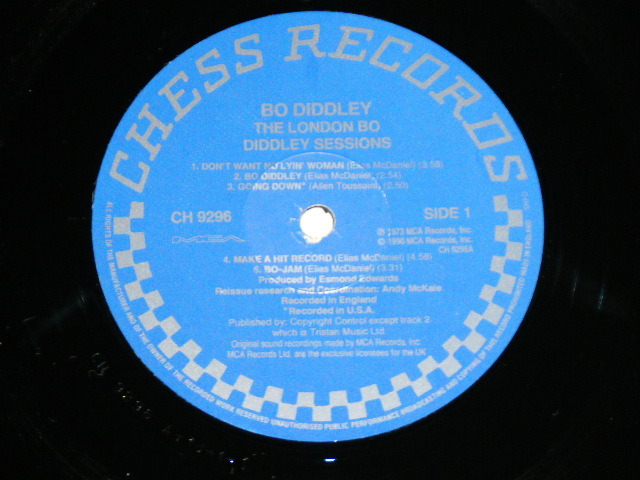 CHESS RECORDS
BO DIDDLEY
THE LONDON BO
DIDDLEY SESSIONS
1. DON'T WANT NO LYIN' WOMAN (Elias McDaniel) (3.58)
2. BO DIDDLEY (Elias McDaniel, (2.54)
3. GOING DOWN* (Allen Toussaint, (2.50)
CH 9296
SIDE 1
℗ 1973 MCA Records, Inc.
© 1990 MCA Records, Inc.
CH 9296A
MCA
4. MAKE A HIT RECORD (Elias McDaniel) (4.58)
5. BO-JAM (Elias McDaniel) (3.31)
Produced by Esmond Edwards
Reissue research and Coordination: Andy McKaie
Recorded in England
*Recorded in U.S.A.
Published by: Copyright Control except track 2
which is Tristan Music Ltd.
Original sound recordings made by MCA Records, Inc.
MCA Records Ltd. are the exclusive licensees for the UK
ALL RIGHTS OF THE MANUFACTURER AND OF THE OWNER OF THE RECORDED WORK RESERVED UNAUTHORISED PUBLIC PERFORMANCE BROADCASTING AND COPYING OF THIS RECORD PROHIBITED MADE IN ENGLAND